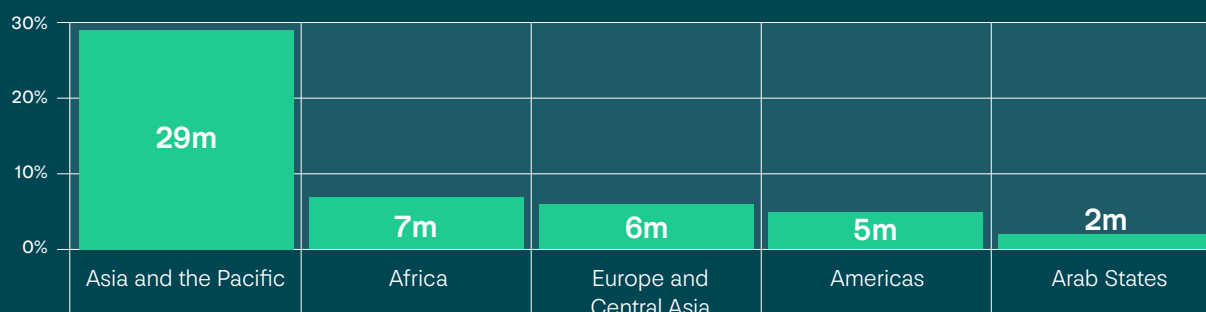 30%
20%
10%
0%
29m
7m
6m
5m
2m
Asia and the Pacific
Africa
Europe and
Central Asia
Americas
Arab States